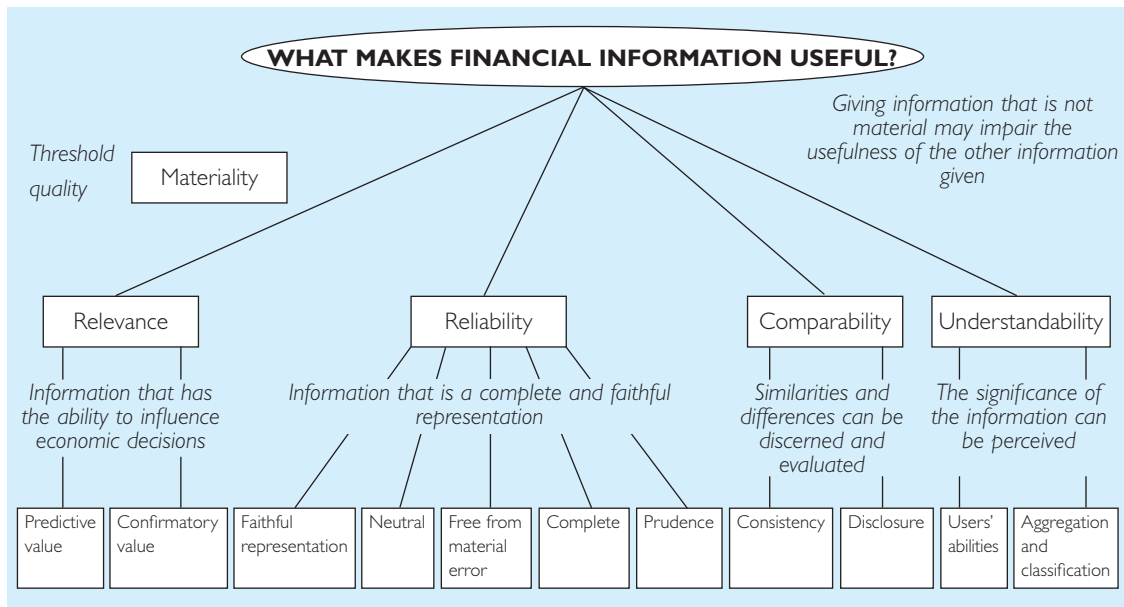 WHAT MAKES FINANCIAL INFORMATION USEFUL?
Giving information that is not
material may impair the
usefulness of the other information
given
Threshold
quality
Materiality
Relevance
Reliability
Comparability
Understandability
Information that has
the ability to influence
economic decisions
Information that is a complete and faithful
representation
Similarities and
differences can be
discerned and
evaluated
The significance of
the information can
be perceived
Predictive
value
Confirmatory
value
Faithful
representation
Neutral
Free from
material
error
Complete
Prudence
Consistency
Disclosure
Users'
abilities
Aggregation
and
classification